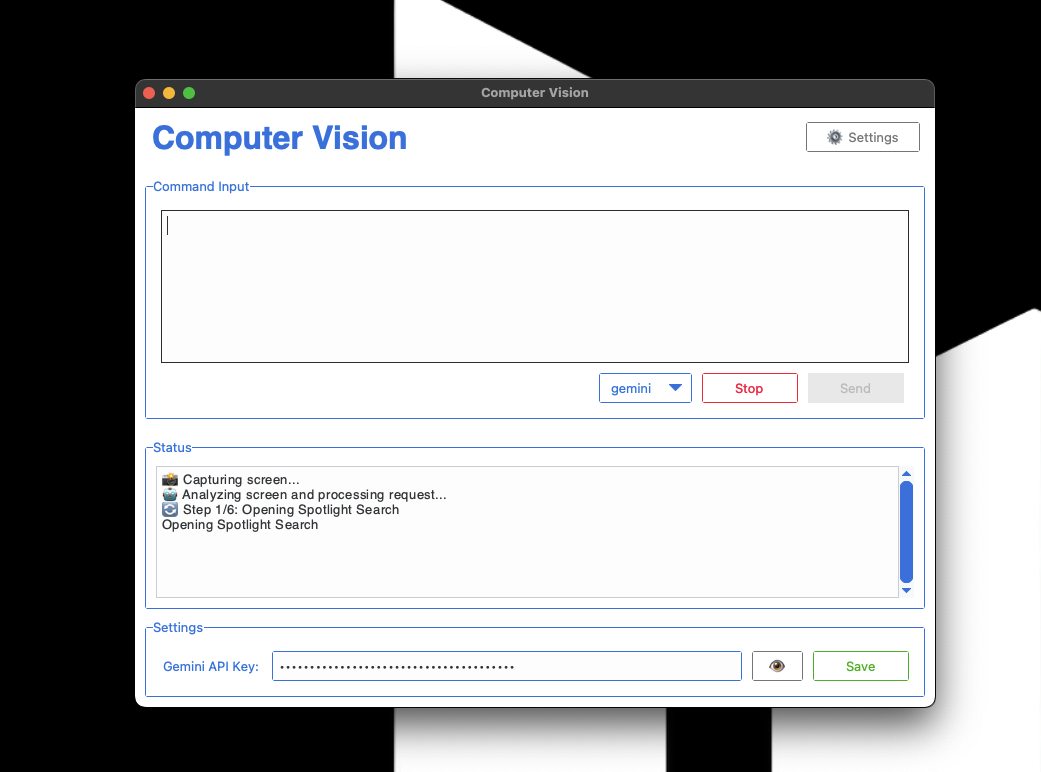 Computer Vision
Computer Vision
Settings
Command Input
gemini
Stop
Send
Status
Capturing screen...
Analyzing screen and processing request...
Step 1/6: Opening Spotlight Search
Opening Spotlight Search
Settings
Gemini API Key:
•••••••••••••••••••••••••••••••••••••••
Save